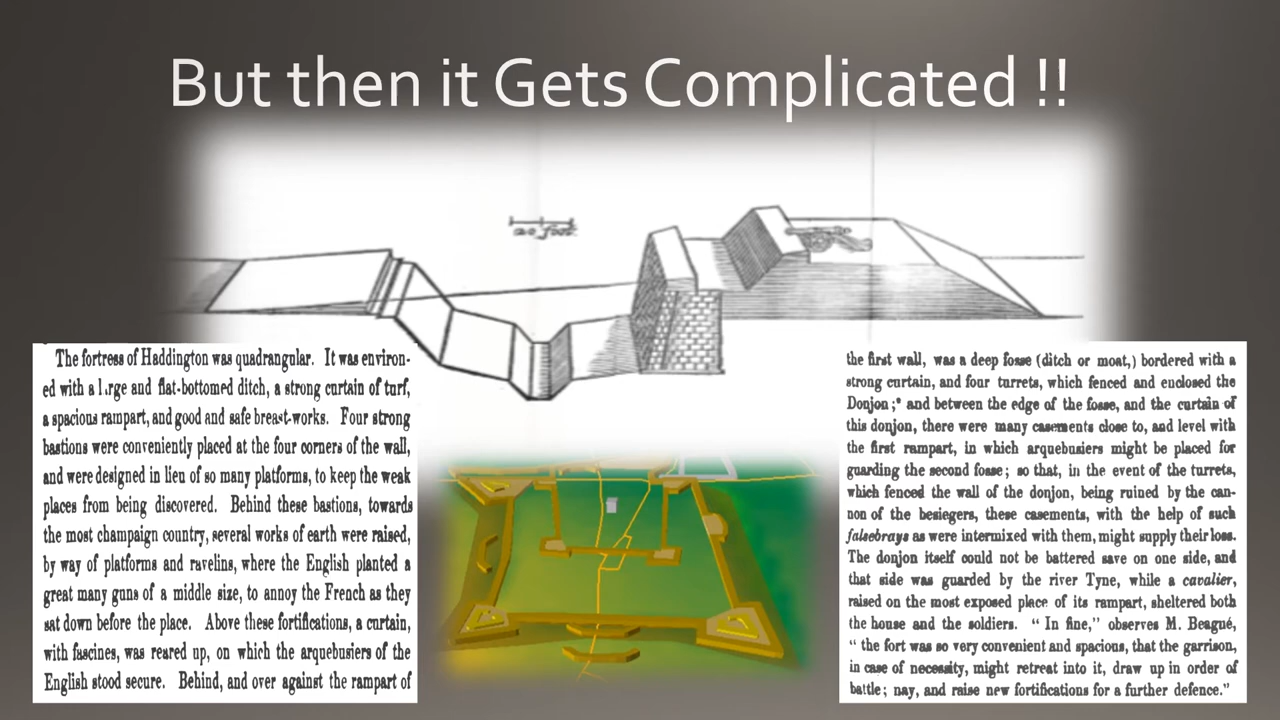 But then it Gets Complicated !!
20 foot.
The fortress of Haddington was quadrangular. It was environ-
ed with a l.rge and flat-bottomed ditch, a strong curtain of turf,
a spacious rampart, and good and safe breast-works. Four strong
bastions were conveniently placed at the four corners of the wall,
and were designed in lieu of so many platforms, to keep the weak
places from being discovered. Behind these bastions, towards
the most champaign country, several works of earth were raised,
by way of platforms and ravelins, where the English planted a
great many guns of a middle size, to annoy the French as they
sat down before the place. Above these fortifications, a curtain,
with fascines, was reared up, on which the arquebusiers of the
English stood secure. Behind, and over against the rampart of
the first wall, was a deep fosse (ditch or moat,) bordered with a
strong curtain, and four turrets, which fenced and enclosed the
Donjon;* and between the edge of the fosse, and the curtain of
this donjon, there were many casements close to, and level with
the first rampart, in which arquebusiers might be placed for
guarding the second fosse; so that, in the event of the turrets,
which fenced the wall of the donjon, being ruined by the can-
non of the besiegers, these casements, with the help of such
falsebrays as were intermixed with them, might supply their loss.
The donjon itself could not be battered save on one side, and
that side was guarded by the river Tyne, while a cavalier,
raised on the most exposed place of its rampart, sheltered both
the house and the soldiers. “ In fine,” observes M. Beagué,
“ the fort was so very convenient and spacious, that the garrison,
in case of necessity, might retreat into it, draw up in order of
battle; nay, and raise new fortifications for a further defence.”